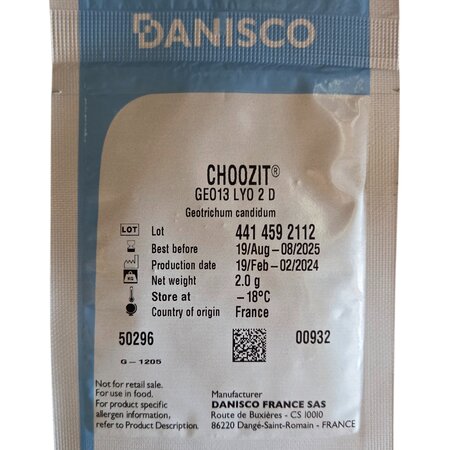 DANISCO
CHOOZIT®
GEO13 LYO 2 D
Geotrichum candidum
LOT Lot 441 459 2112
Best before 19/Aug-08/2025
Production date 19/Feb-02/2024
KG Net weight 2.0 g
Store at -18°C
Country of origin France
50296 00932
G-1205
Not for retail sale.
For use in food.
For product specific
allergen information,
refer to Product Description.
Manufacturer
DANISCO FRANCE SAS
Route de Buxières - CS 10010
86220 Dangé-Saint-Romain - FRANCE